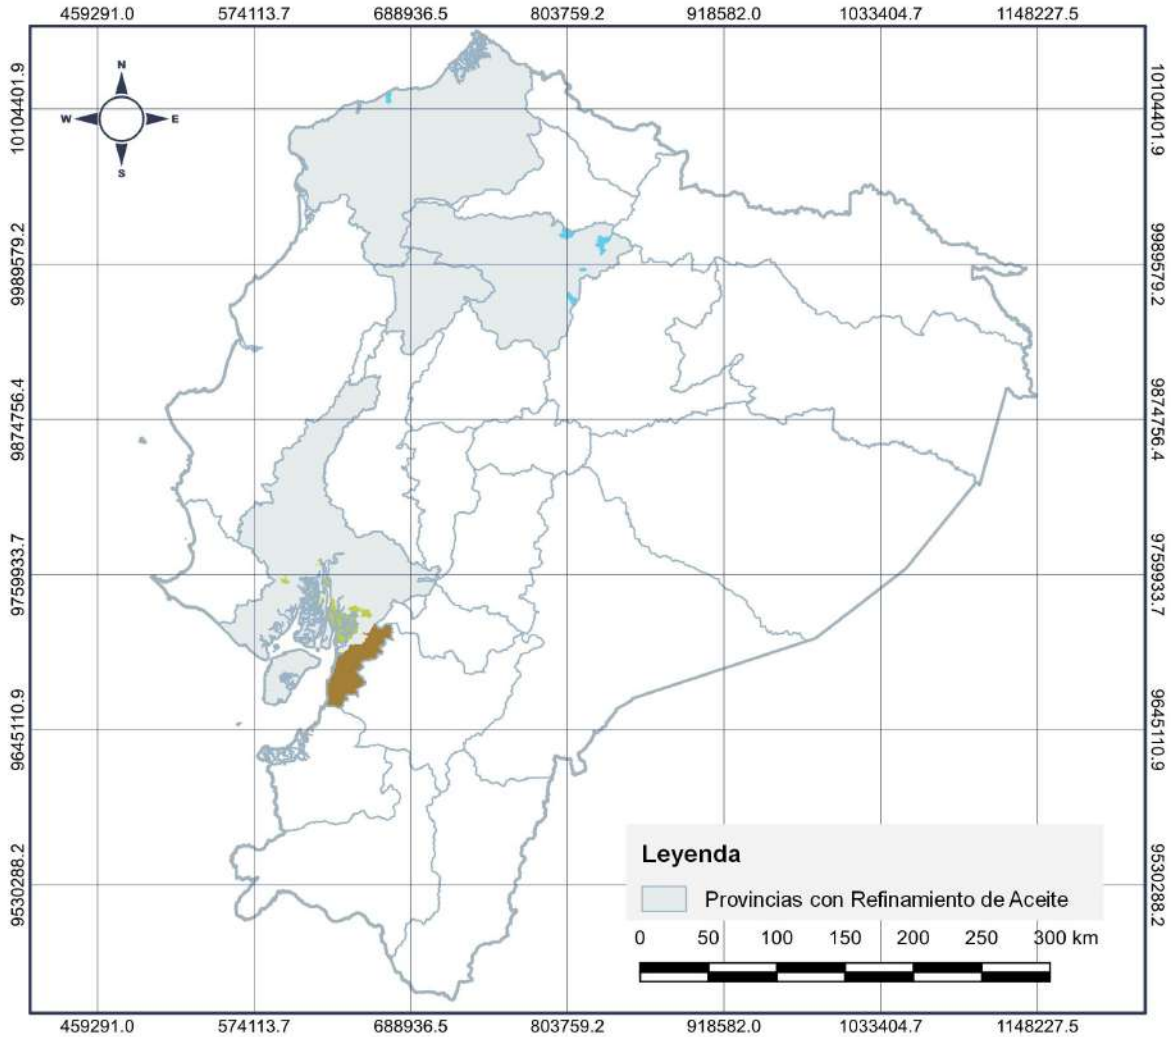 459291.0 574113.7 688936.5 803759.2 918582.0 1033404.7 1148227.5
N
W E
S
10104401.9 10104401.9
9989579.2 9989579.2
9874756.4 9874756.4
9759933.7 9759933.7
9645110.9 9645110.9
9530288.2 9530288.2
Leyenda
Provincias con Refinamiento de Aceite
0 50 100 150 200 250 300 km
459291.0 574113.7 688936.5 803759.2 918582.0 1033404.7 1148227.5